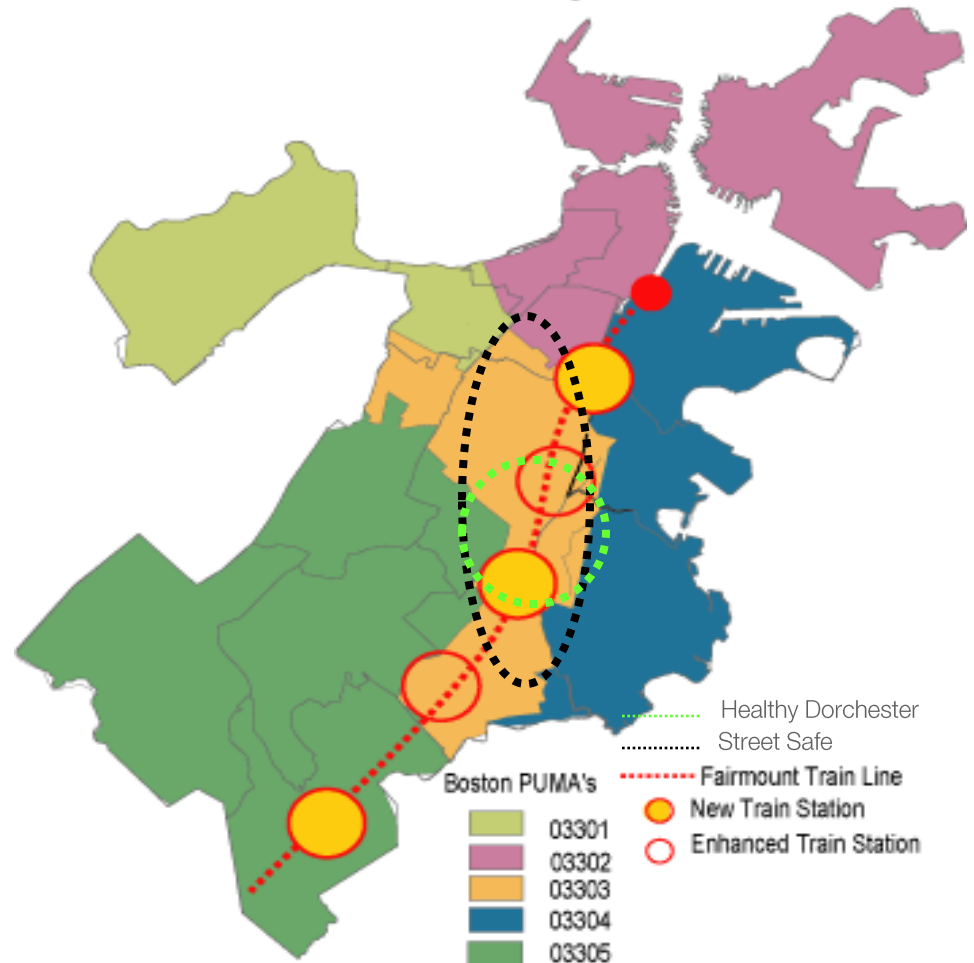 Healthy Dorchester
Street Safe
Fairmount Train Line
New Train Station
Enhanced Train Station
Boston PUMA's
03301
03302
03303
03304
03305